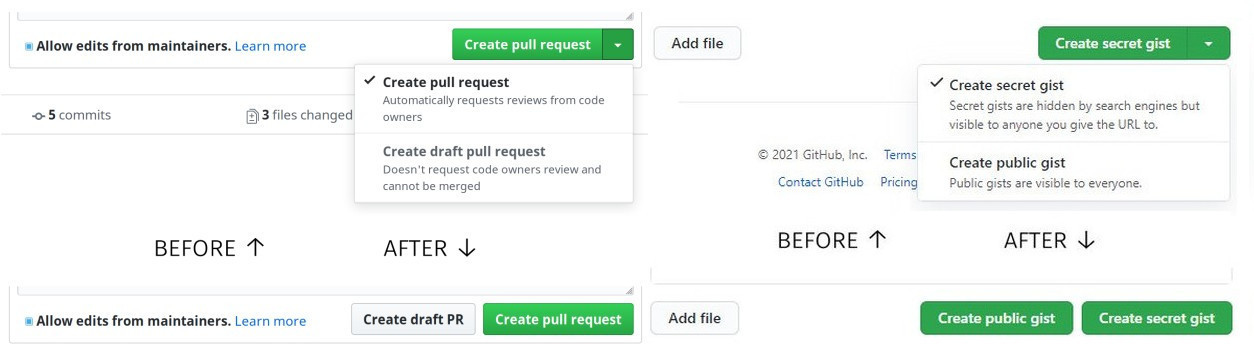 Allow edits from maintainers. Learn more
Create pull request
Create pull request
Automatically requests reviews from code
owners
5 commits
3 files changed
Create draft pull request
Doesn't request code owners review and
cannot be merged
BEFORE ↑
AFTER ↓
Allow edits from maintainers. Learn more
Create draft PR
Create pull request
Add file
Create secret gist
Create secret gist
Secret gists are hidden by search engines but
visible to anyone you give the URL to.
© 2021 GitHub, Inc.
Terms
Create public gist
Public gists are visible to everyone.
Contact GitHub
Pricing
BEFORE ↑
AFTER ↓
Add file
Create public gist
Create secret gist